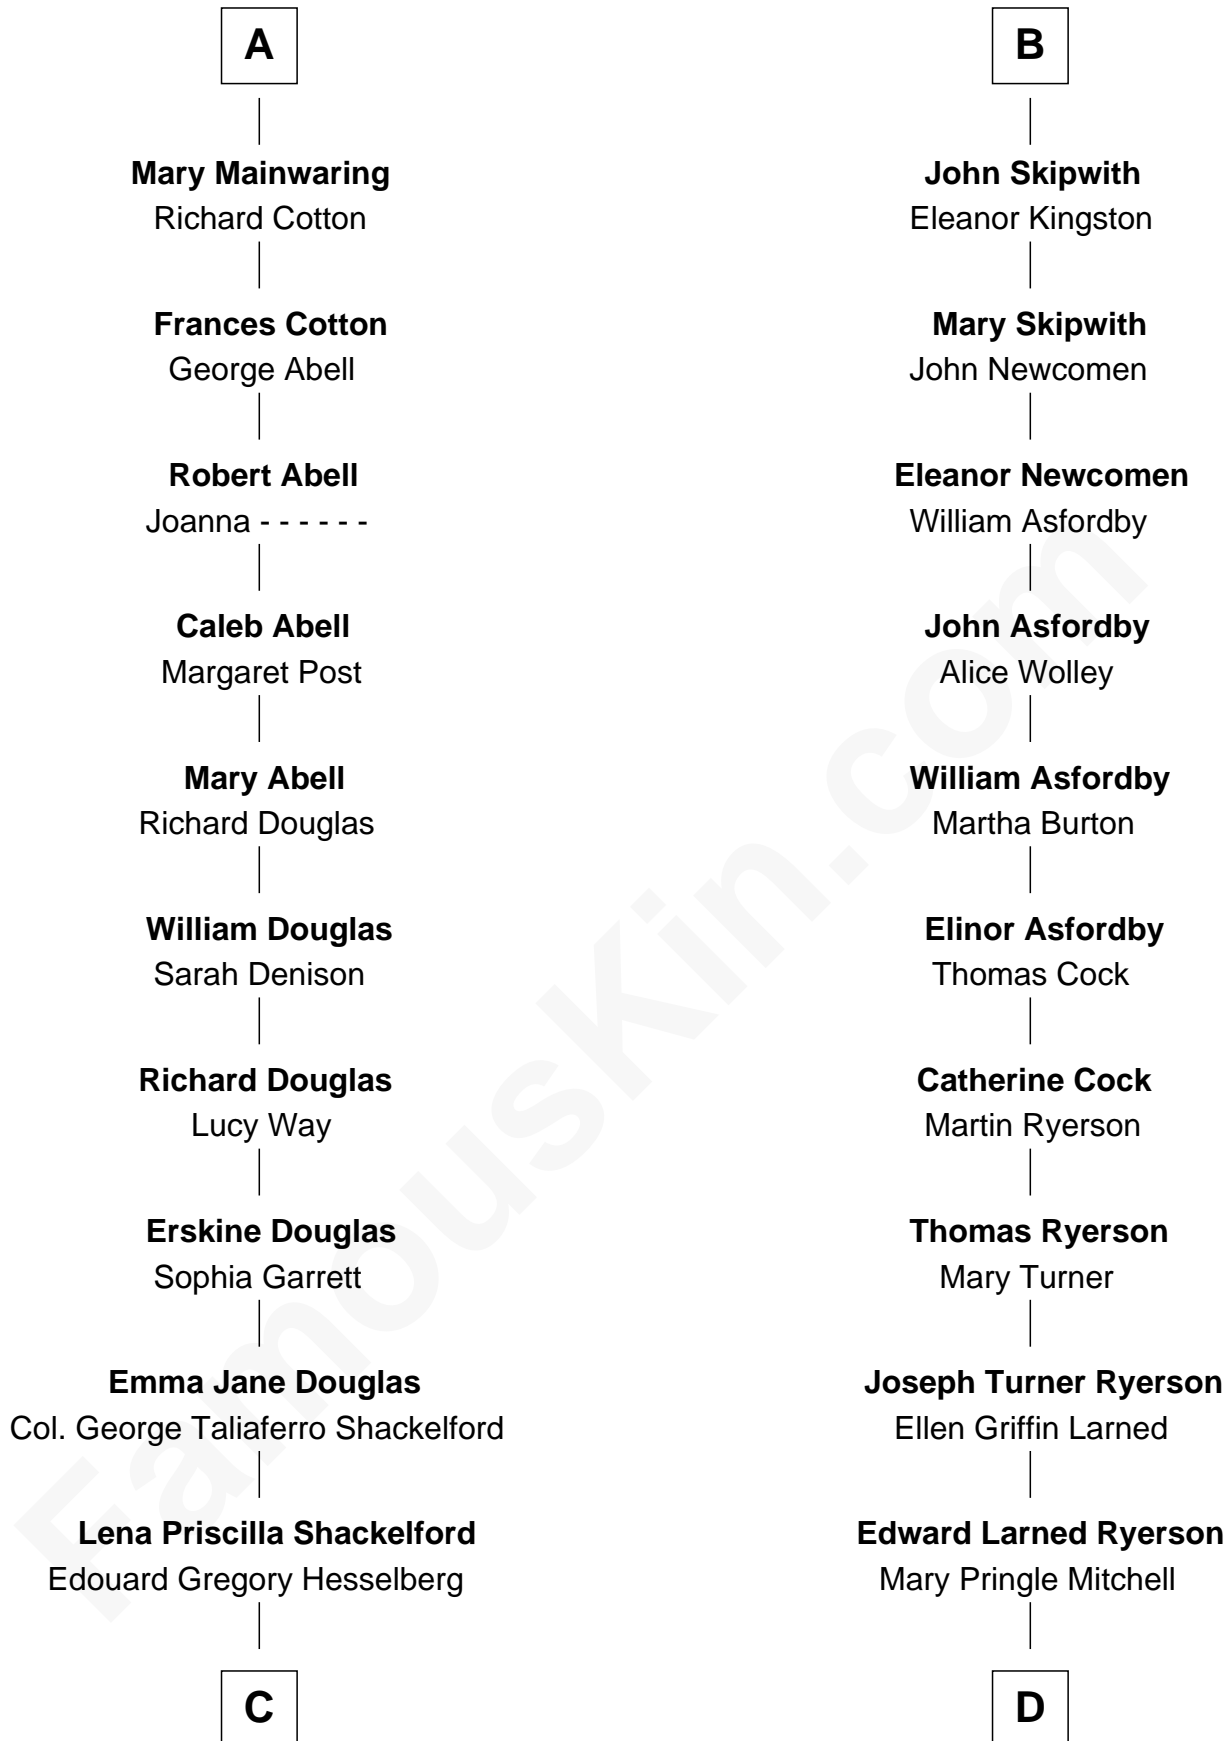 A
Mary Mainwaring
Richard Cotton
Frances Cotton
George Abell
Robert Abell
Joanna - - - - - -
Caleb Abell
Margaret Post
Mary Abell
Richard Douglas
William Douglas
Sarah Denison
Richard Douglas
Lucy Way
Erskine Douglas
Sophia Garrett
Emma Jane Douglas
Col. George Taliaferro Shackelford
Lena Priscilla Shackelford
Edouard Gregory Hesselberg
C
B
John Skipwith
Eleanor Kingston
Mary Skipwith
John Newcomen
Eleanor Newcomen
William Asfordby
John Asfordby
Alice Wolley
William Asfordby
Martha Burton
Elinor Asfordby
Thomas Cock
Catherine Cock
Martin Ryerson
Thomas Ryerson
Mary Turner
Joseph Turner Ryerson
Ellen Griffin Larned
Edward Larned Ryerson
Mary Pringle Mitchell
D
FamousKin.com